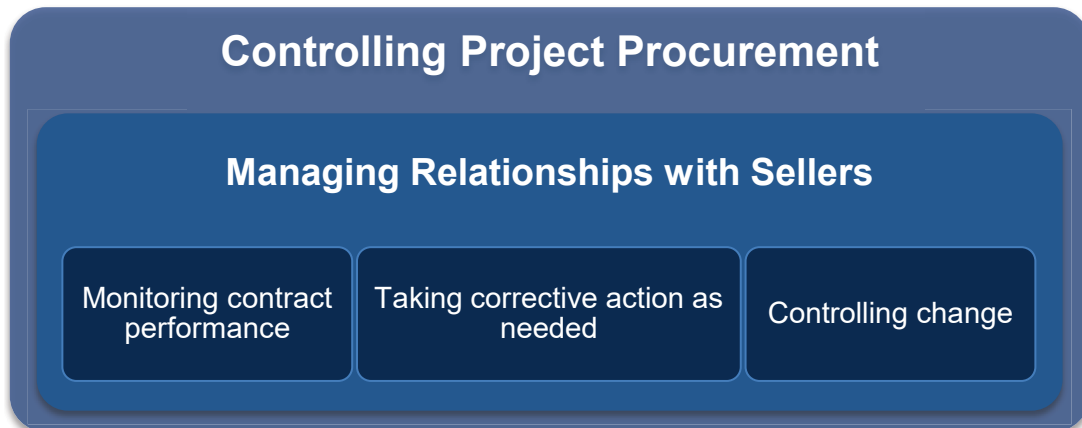 Controlling Project Procurement
Managing Relationships with Sellers
Monitoring contract
performance
Taking corrective action as
needed
Controlling change